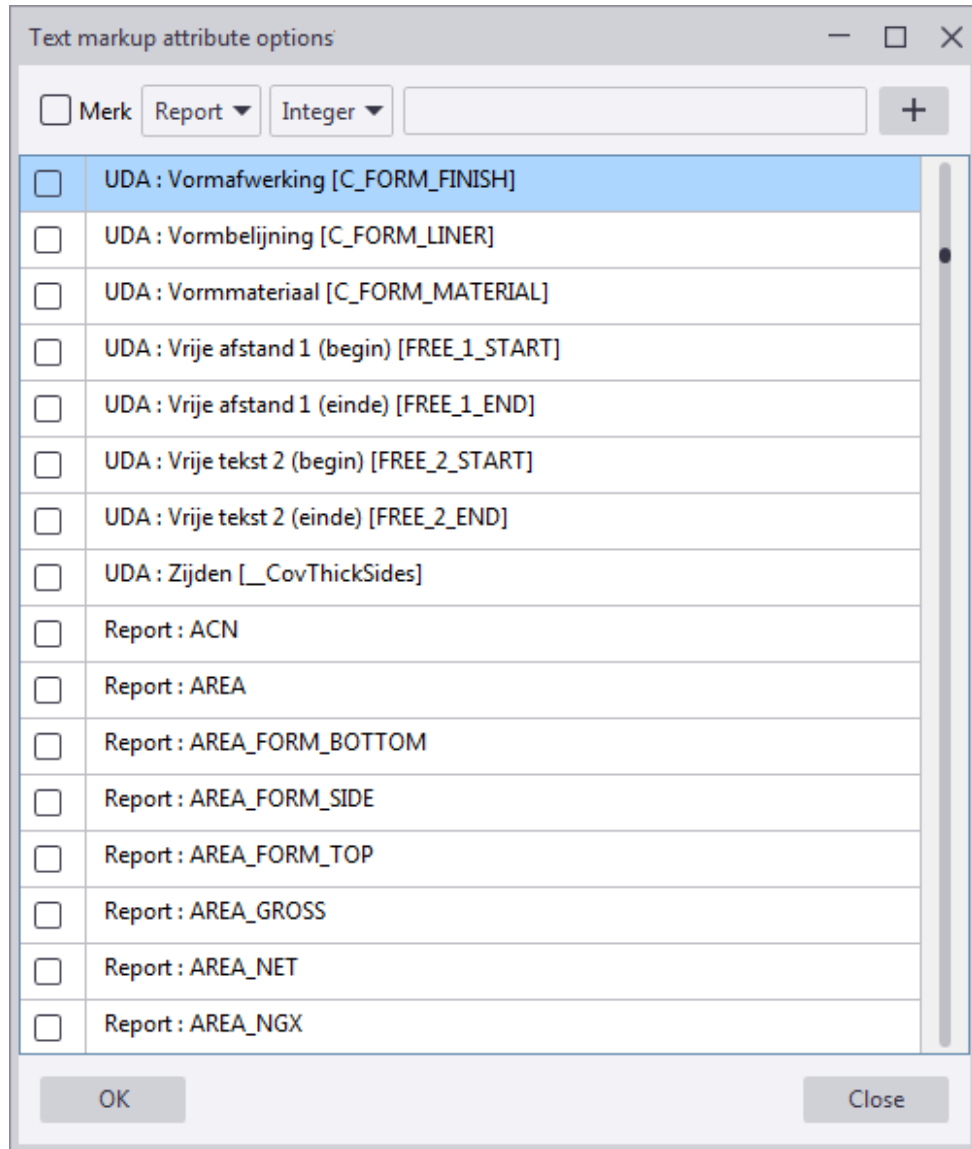 Text markup attribute options
Merk Report Integer +
UDA : Vormafwerking [C_FORM_FINISH]
UDA : Vormbelijning [C_FORM_LINER]
UDA : Vormmateriaal [C_FORM_MATERIAL]
UDA : Vrije afstand 1 (begin) [FREE_1_START]
UDA : Vrije afstand 1 (einde) [FREE_1_END]
UDA : Vrije tekst 2 (begin) [FREE_2_START]
UDA : Vrije tekst 2 (einde) [FREE_2_END]
UDA : Zijden [__CovThickSides]
Report : ACN
Report : AREA
Report : AREA_FORM_BOTTOM
Report : AREA_FORM_SIDE
Report : AREA_FORM_TOP
Report : AREA_GROSS
Report : AREA_NET
Report : AREA_NGX
OK Close